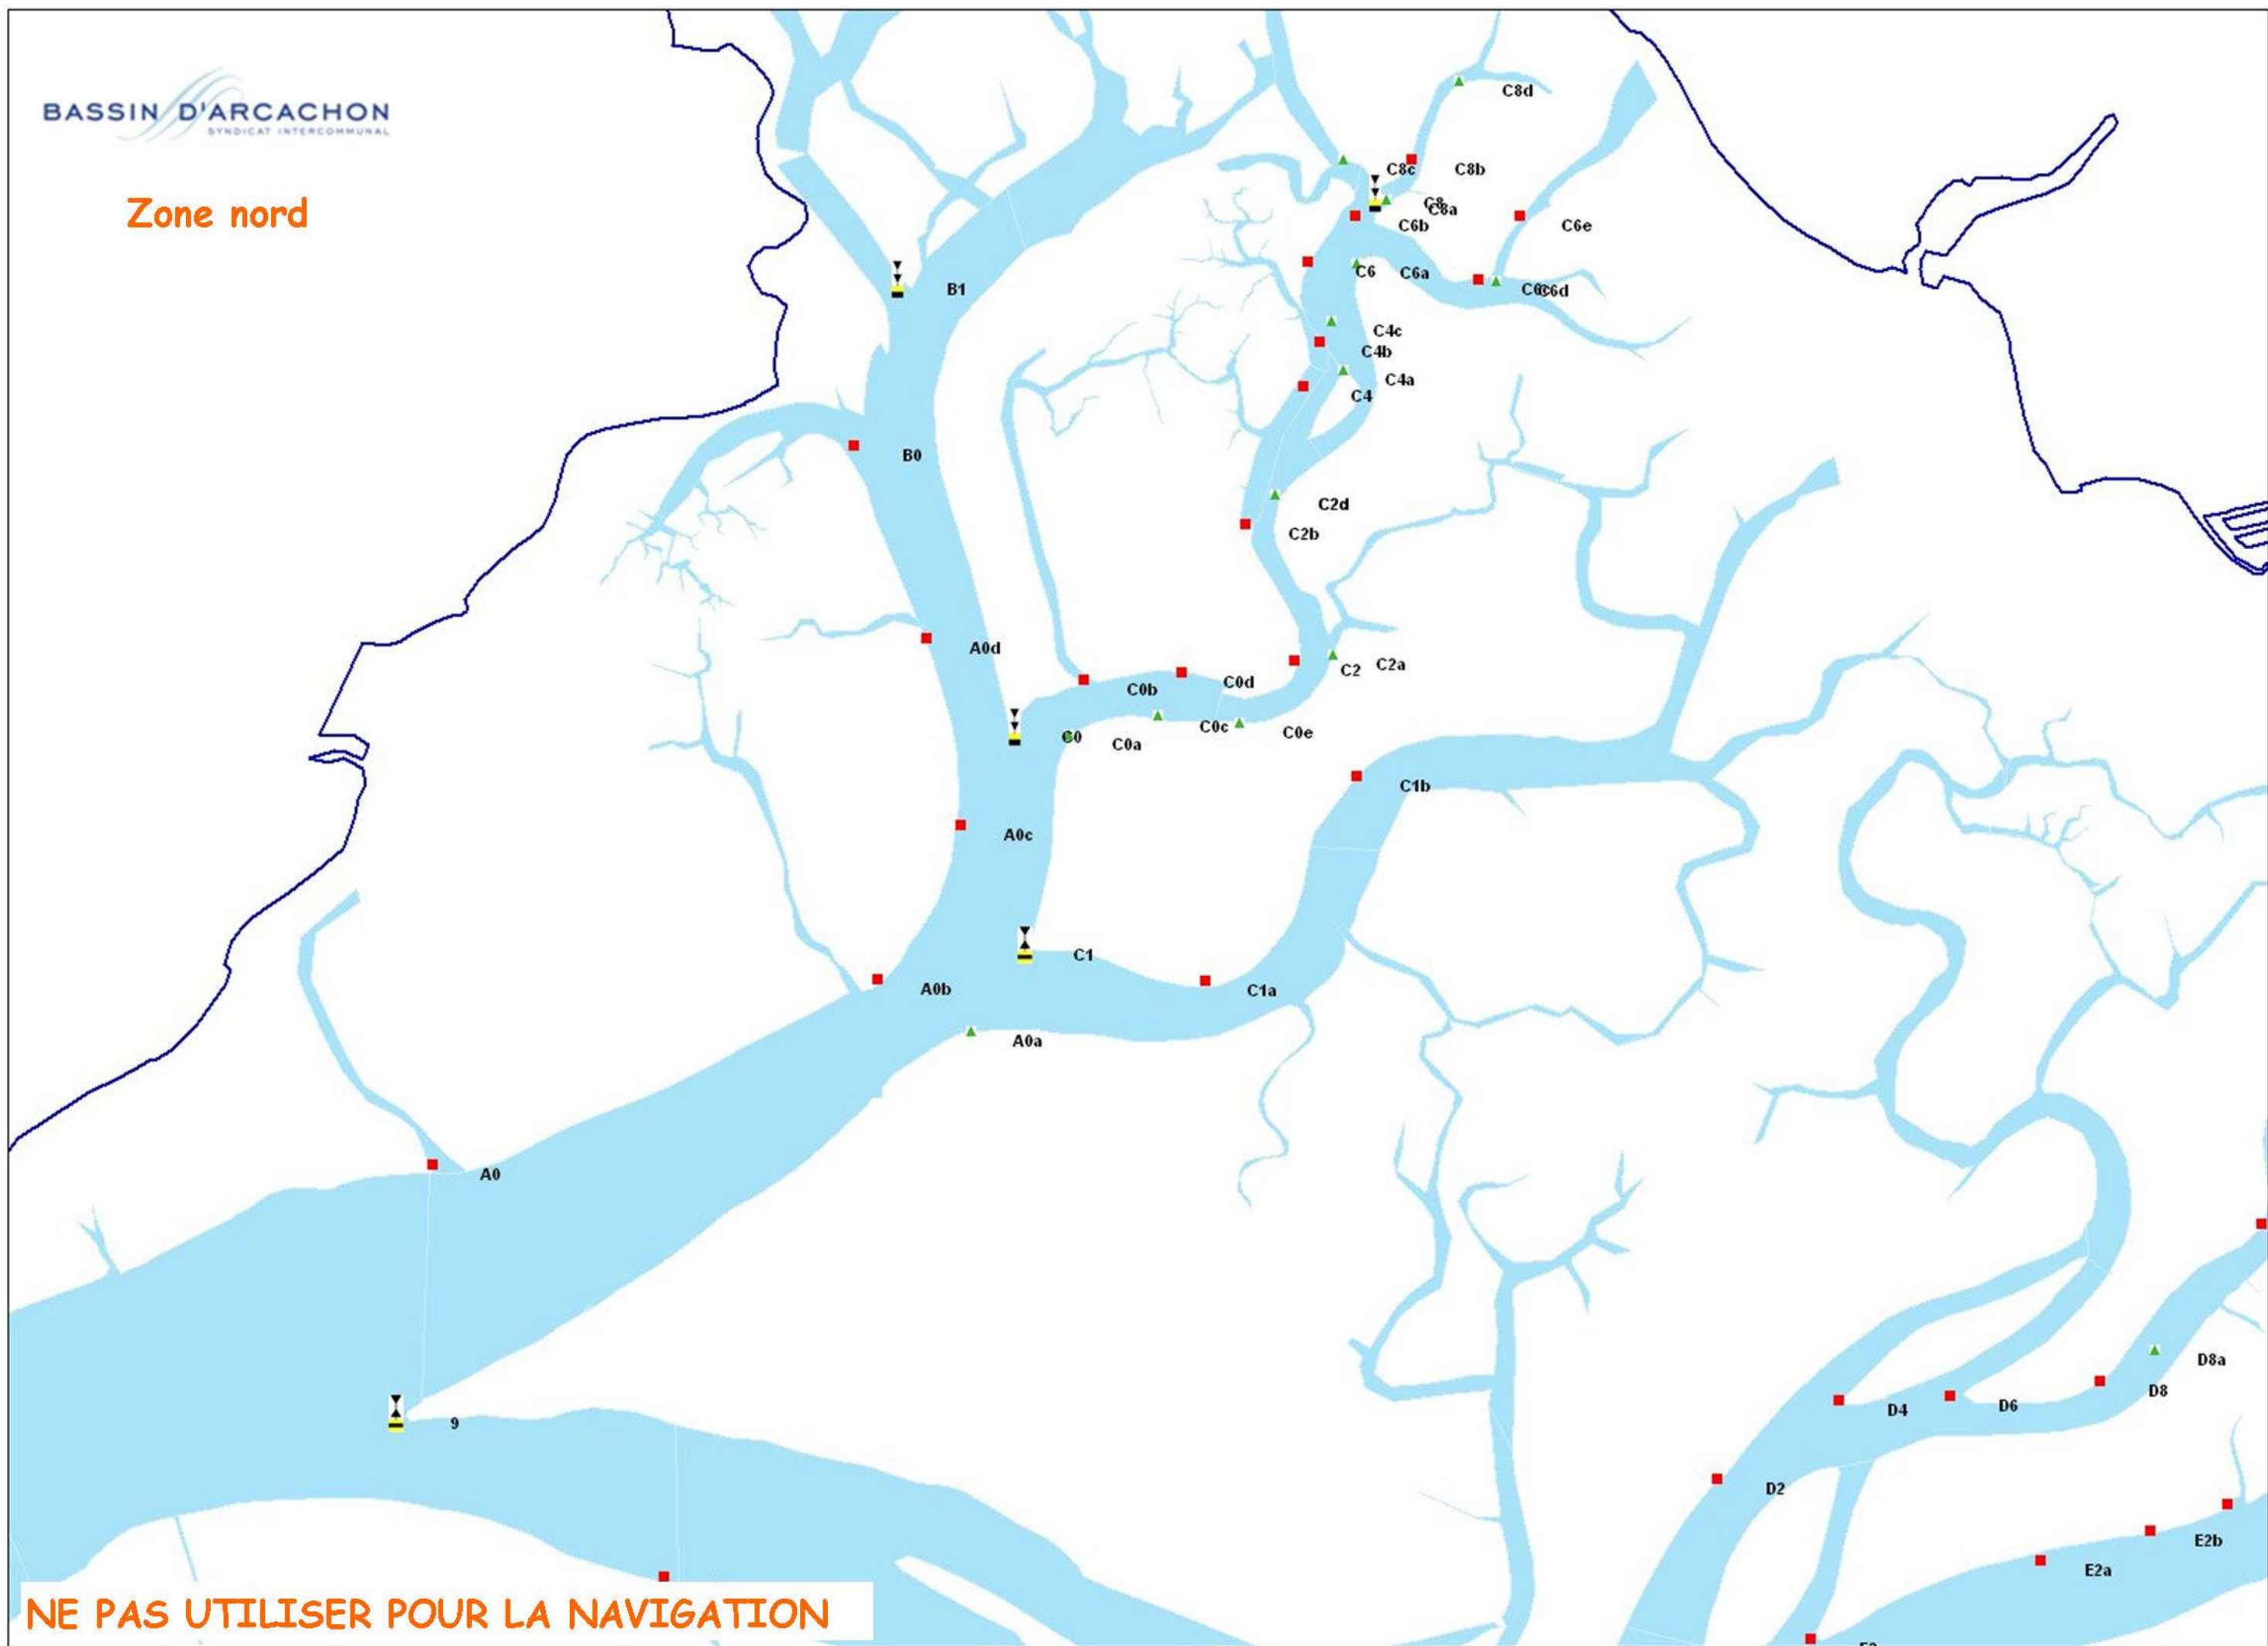 BASSIN D'ARCACHON
SYNDICAT INTERCOMMUNAL
Zone nord
C8d
C8c
C8b
C8
C8a
C6b
C6e
C6
C6a
C6c
C6d
B1
C4c
C4b
C4a
C4
B0
C2d
C2b
A0d
C2
C2a
C0b
C0d
C0c
C0e
C0
C0a
C1b
A0c
C1
A0b
C1a
A0a
A0
D8a
D8
D6
D4
9
D2
E2b
E2a
NE PAS UTILISER POUR LA NAVIGATION